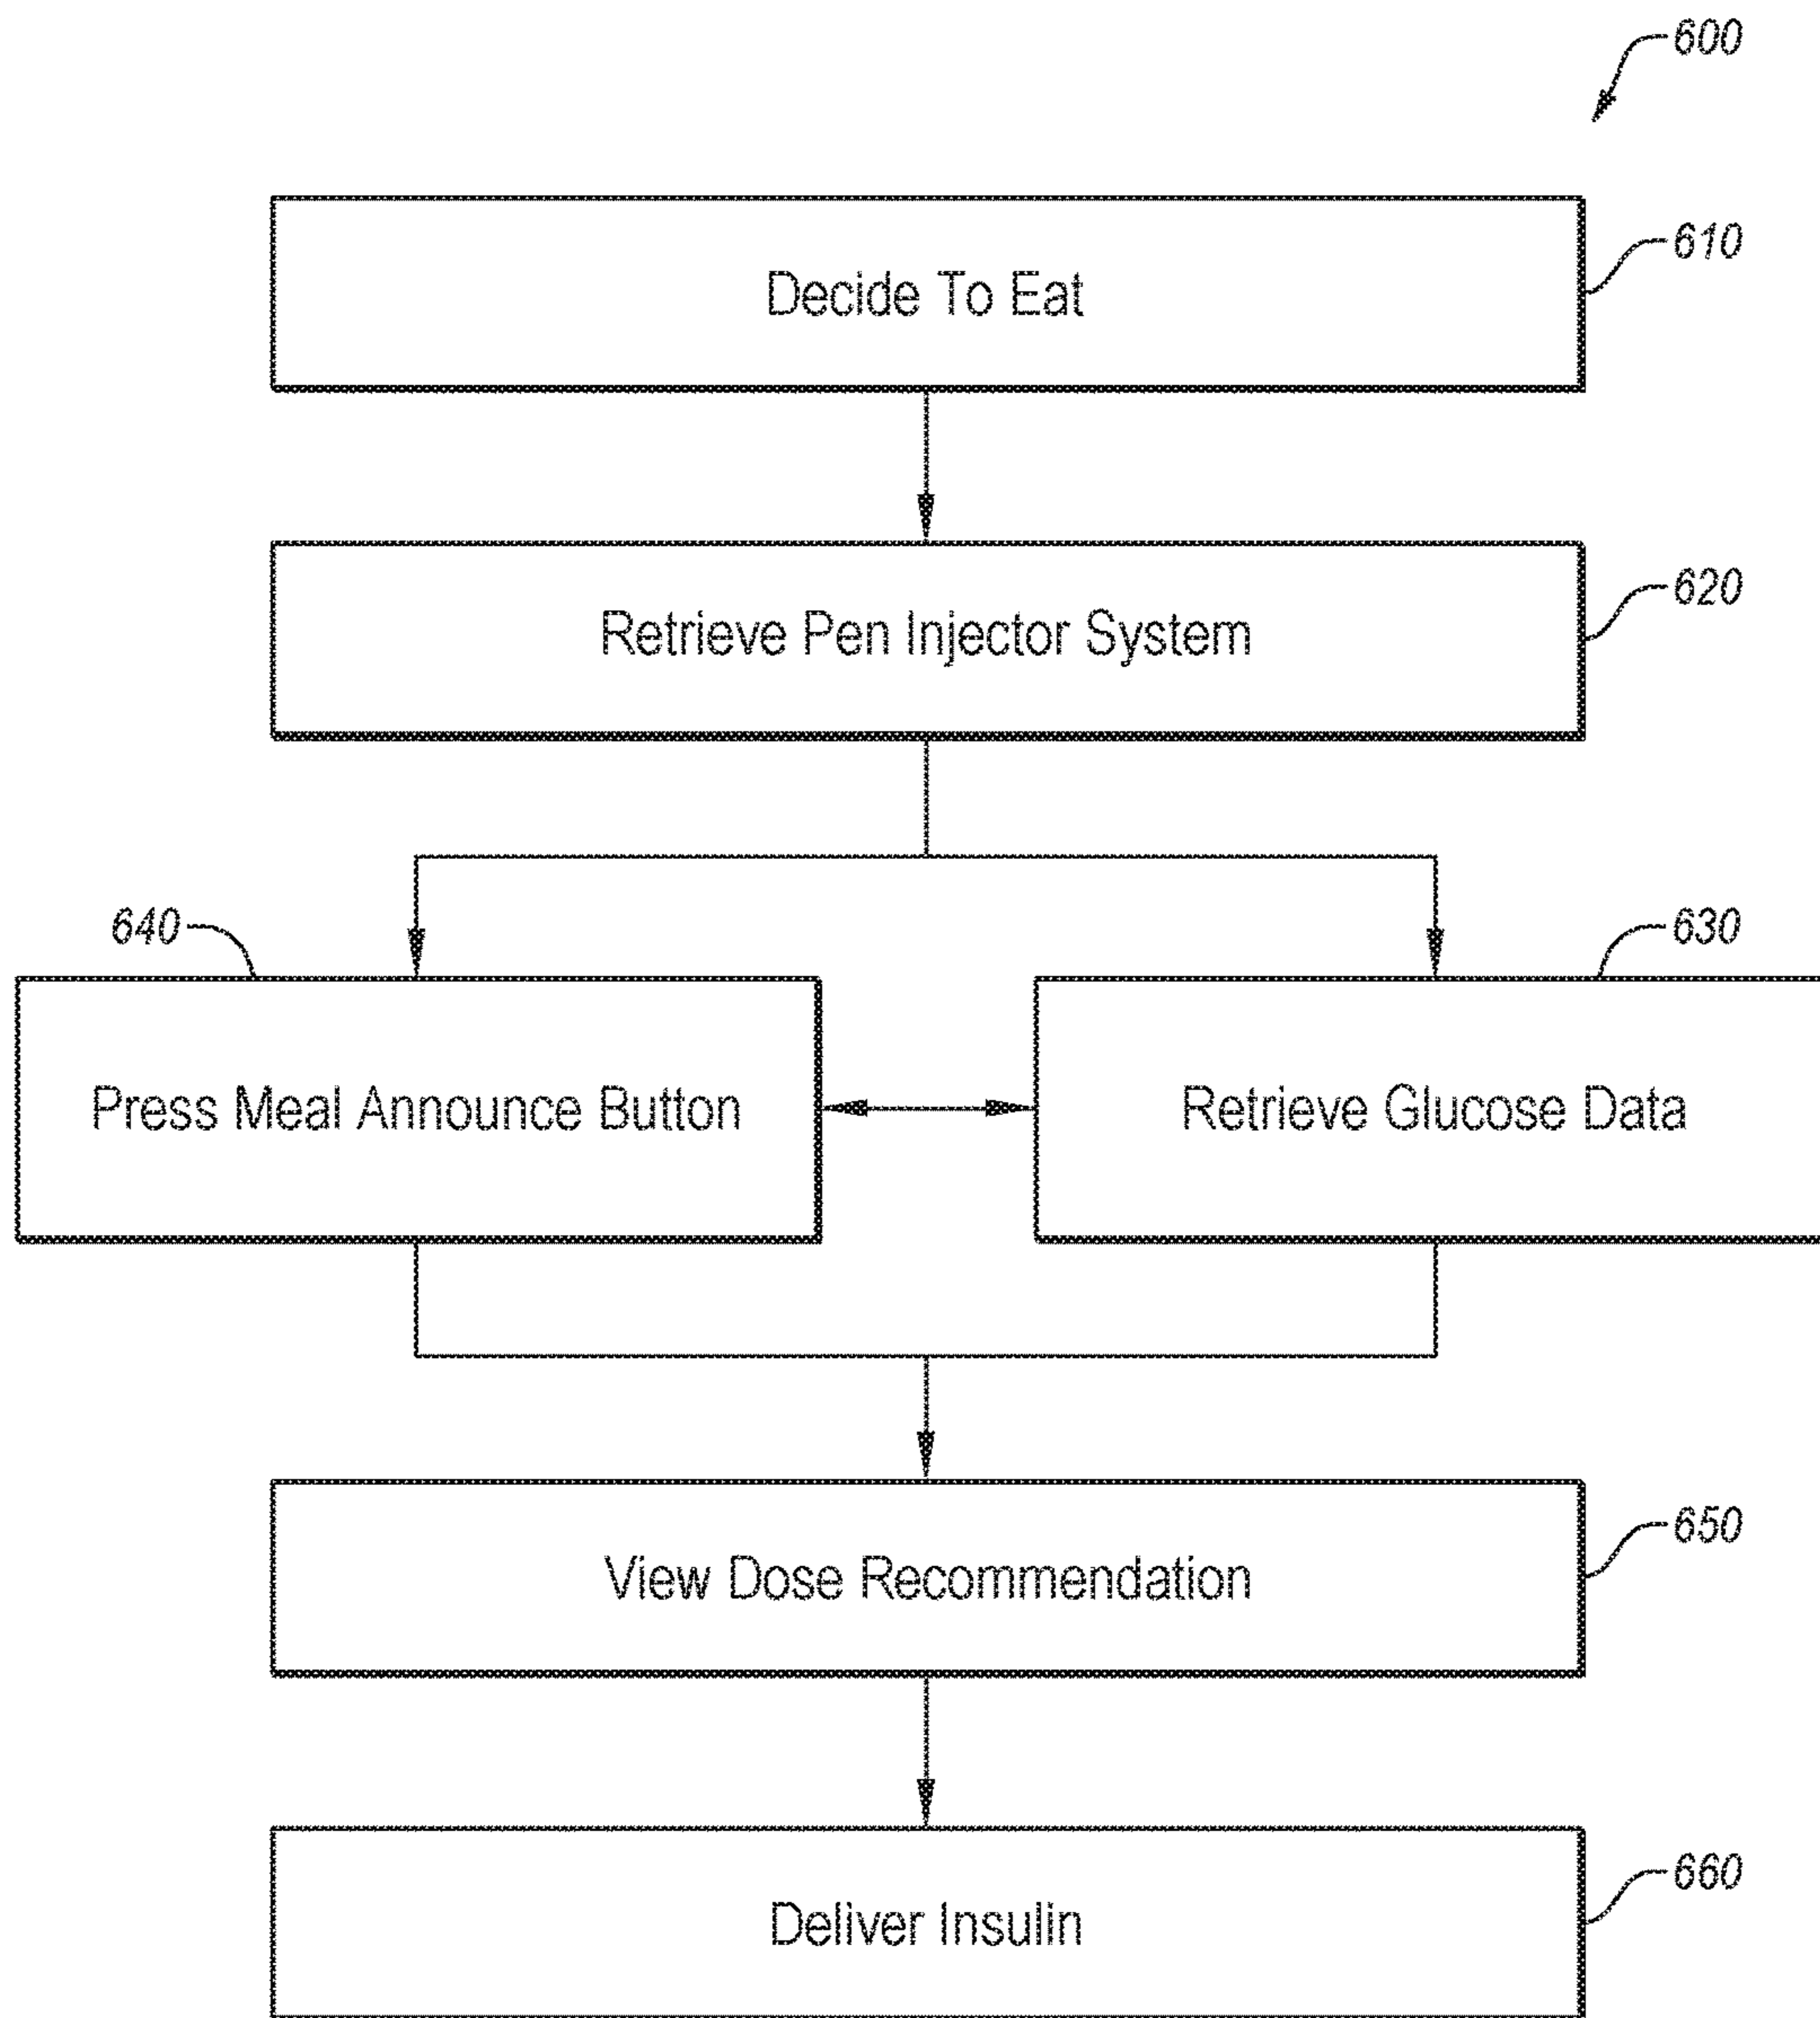 600
Decide To Eat
610
Retrieve Pen Injector System
620
640
630
Press Meal Announce Button
Retrieve Glucose Data
View Dose Recommendation
650
Deliver Insulin
660